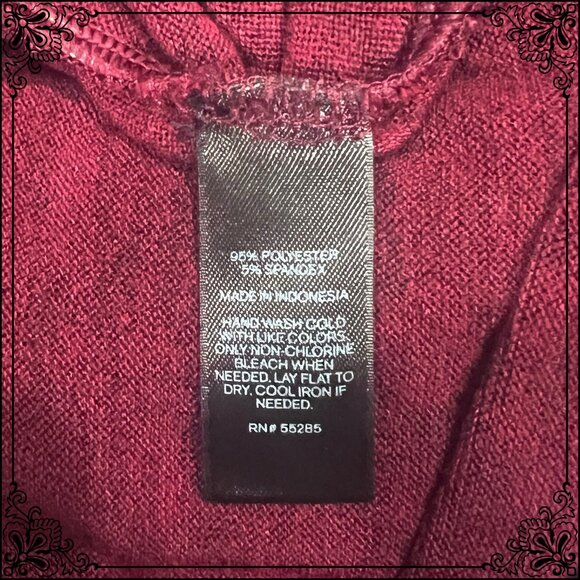 95% POLYESTER
5% SPANDEX
MADE IN INDONESIA
HAND WASH COLD
WITH LIKE COLORS.
ONLY NON-CHLORINE
BLEACH WHEN
NEEDED. LAY FLAT TO
DRY. COOL IRON IF
NEEDED.
RN# 55285